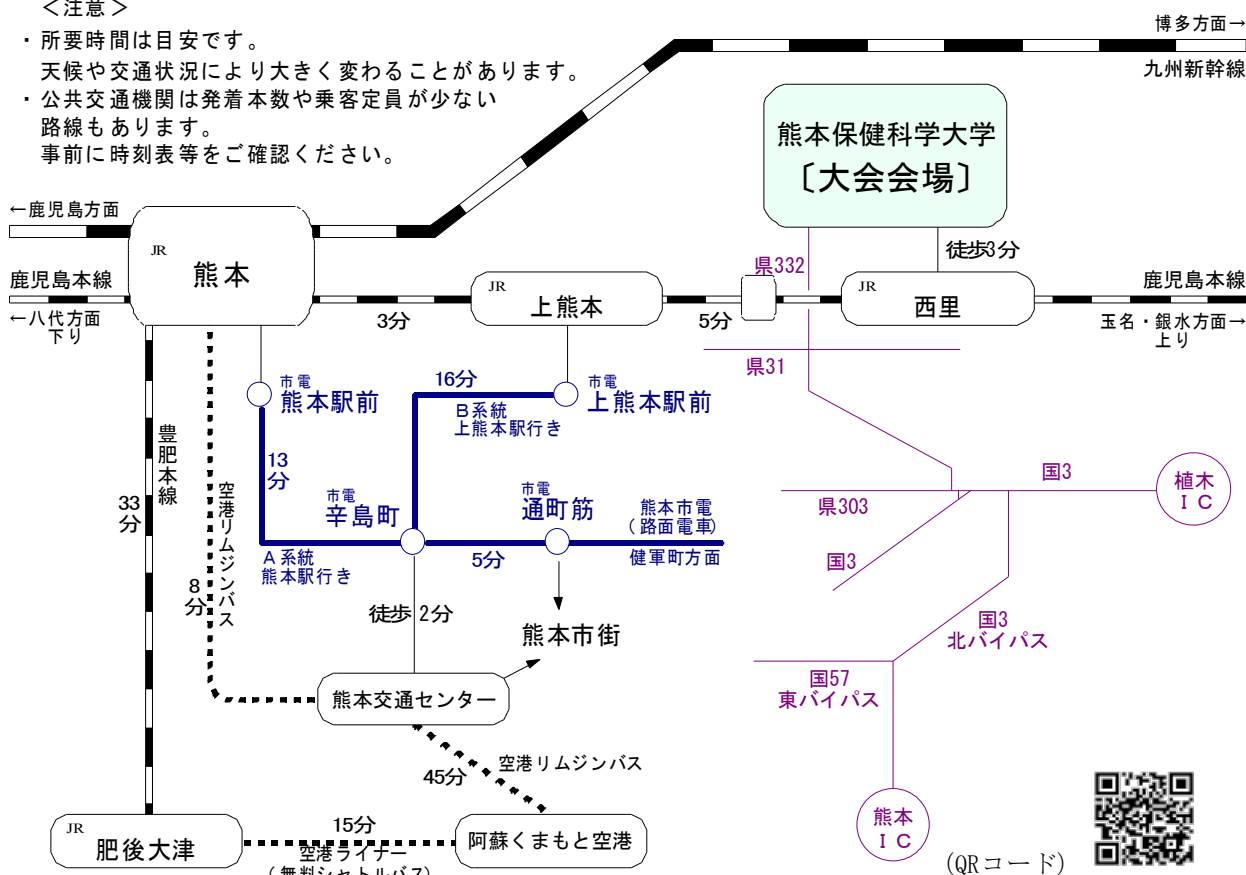 ＜注意＞
・所要時間は目安です。
天候や交通状況により大きく変わることがあります。
・公共交通機関は発着本数や乗客定員が少ない
路線もあります。
事前に時刻表等をご確認ください。
博多方面→
九州新幹線
熊本保健科学大学
〔大会会場〕
←鹿児島方面
JR
熊本
鹿児島本線
←八代方面
下り
3分
JR
上熊本
5分
県332
徒歩3分
JR
西里
鹿児島本線
玉名・銀水方面→
上り
県31
市電
熊本駅前
16分
B系統
上熊本駅行き
市電
上熊本駅前
豊肥本線
33
分
空港リムジンバス
8
分
13
分
市電
辛島町
A系統
熊本駅行き
5分
市電
通町筋
熊本市電
(路面電車)
健軍町方面
国3
植木
IC
県303
国3
国3
北バイパス
徒歩2分
熊本市街
熊本交通センター
国57
東バイパス
空港リムジンバス
45分
熊本
IC
JR
肥後大津
15分
空港ライナー
(無料シャトルバス)
阿蘇くまもと空港
(QRコード)